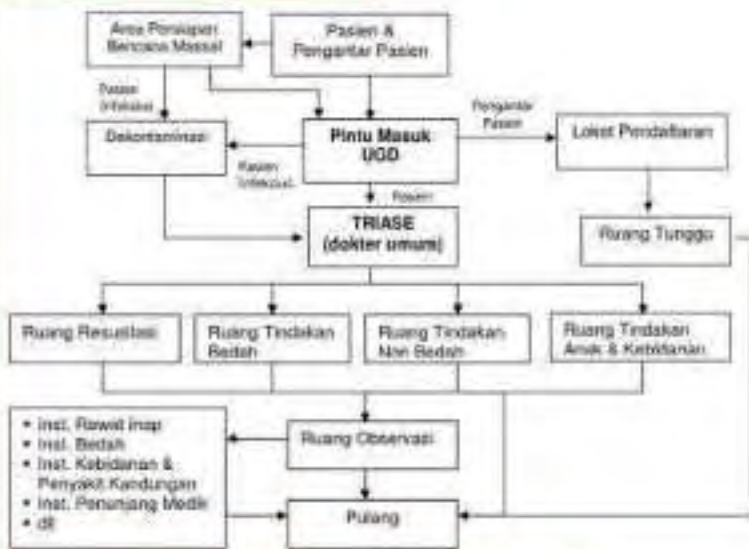 Area Persiapan
Bencana Massal
Pasien &
Pengantar Pasien
Pasien
Infeksius
Pengantar
Pasien
Dekontaminasi
Pintu Masuk
UGD
Loket Pendaftaran
Pasien
Infeksius
Pasien
TRIASE
(dokter umum)
Ruang Tunggu
Ruang Resusitasi
Ruang Tindakan
Bedah
Ruang Tindakan
Non Bedah
Ruang Tindakan
Anak & Kebidanan
• Inst. Rawat Inap
• Inst. Bedah
• Inst. Kebidanan &
Penyakit Kandungan
• Inst. Penunjang Medik
• dll
Ruang Observasi
Pulang